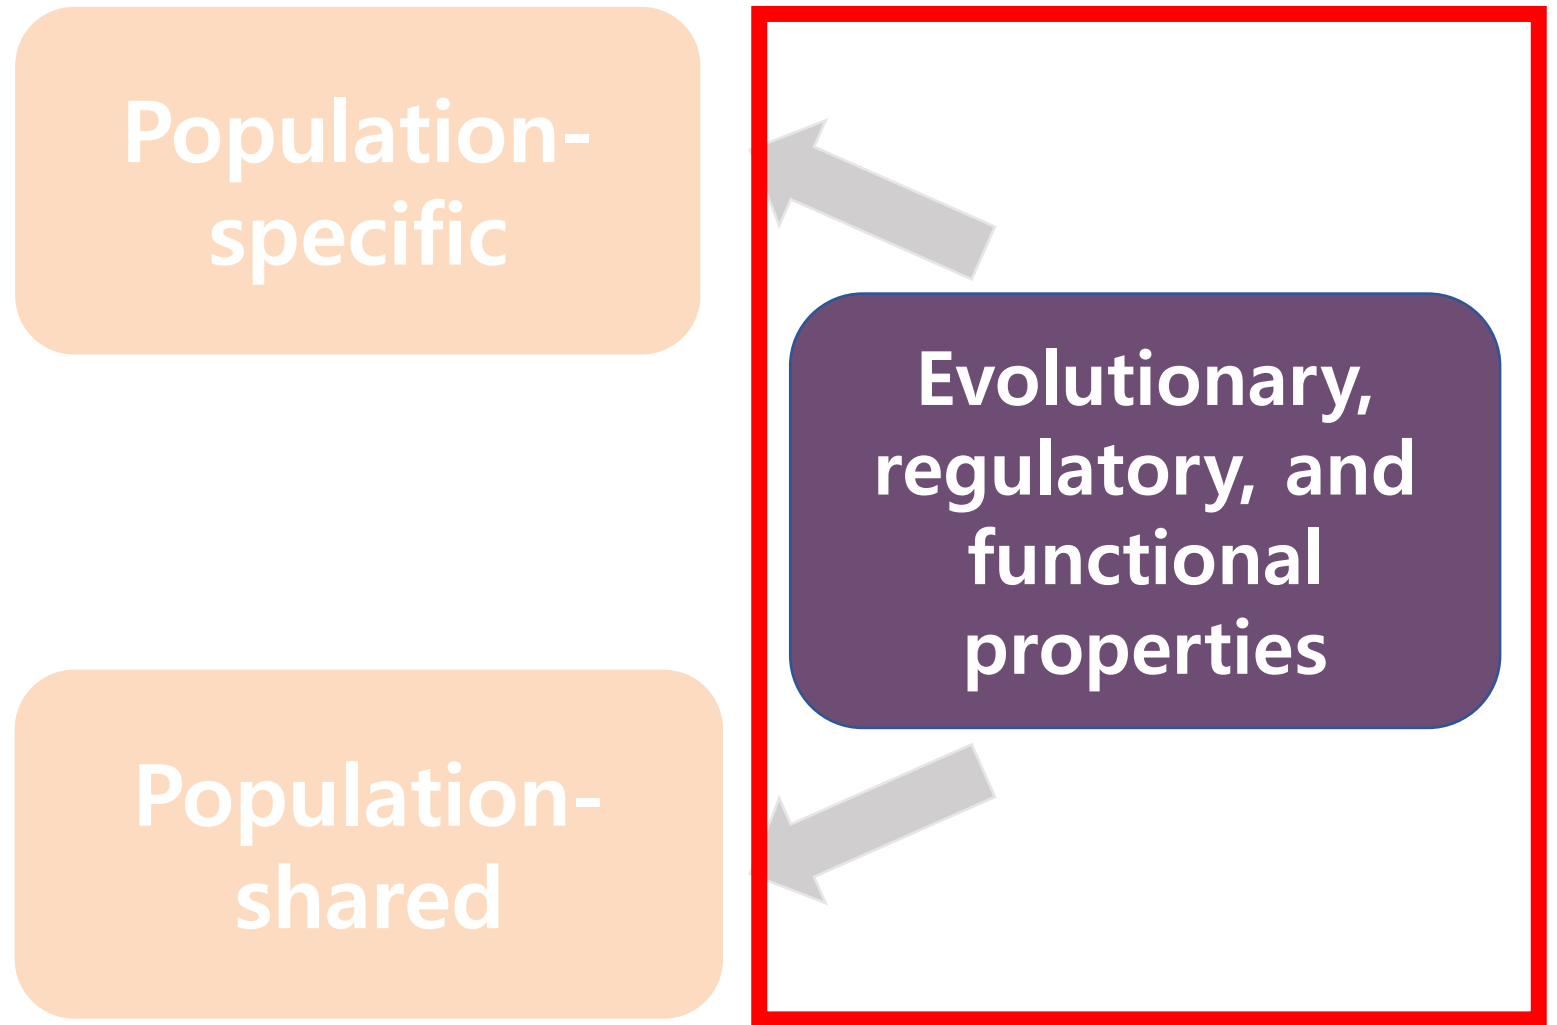 Population-
specific
Evolutionary,
regulatory, and
functional
properties
Population-
shared